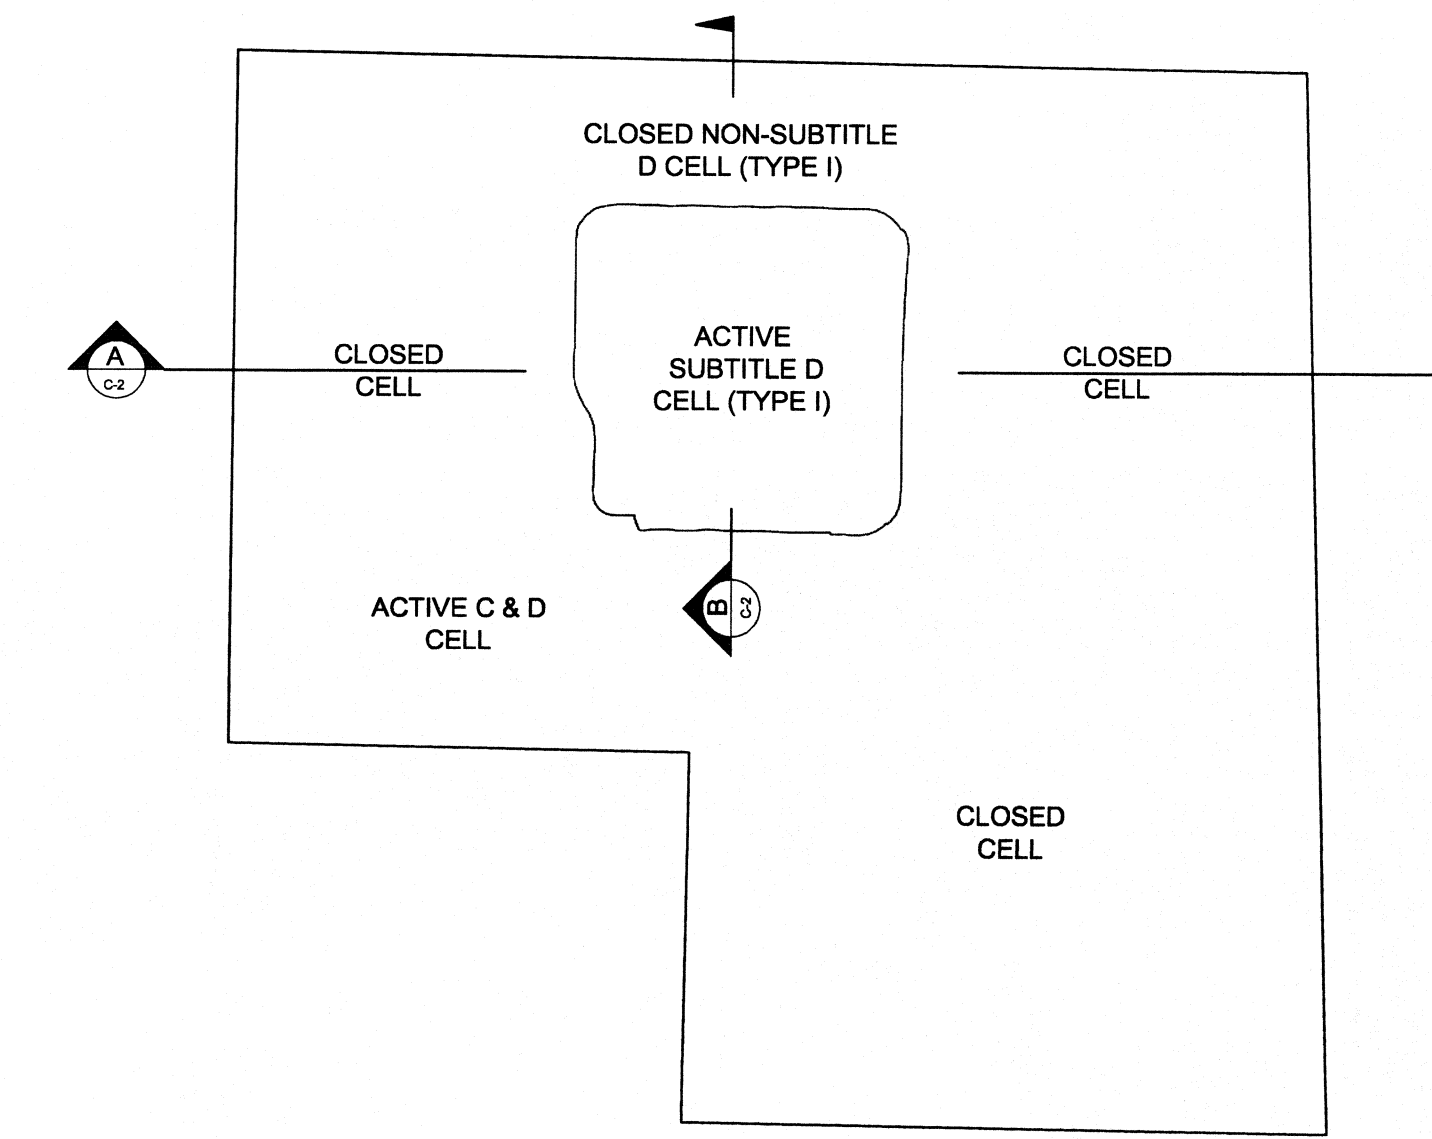 CLOSED NON-SUBTITLE
D CELL (TYPE I)
ACTIVE
SUBTITLE D
CELL (TYPE I)
A
C-2
CLOSED
CELL
CLOSED
CELL
ACTIVE C & D
CELL
B
C-2
CLOSED
CELL